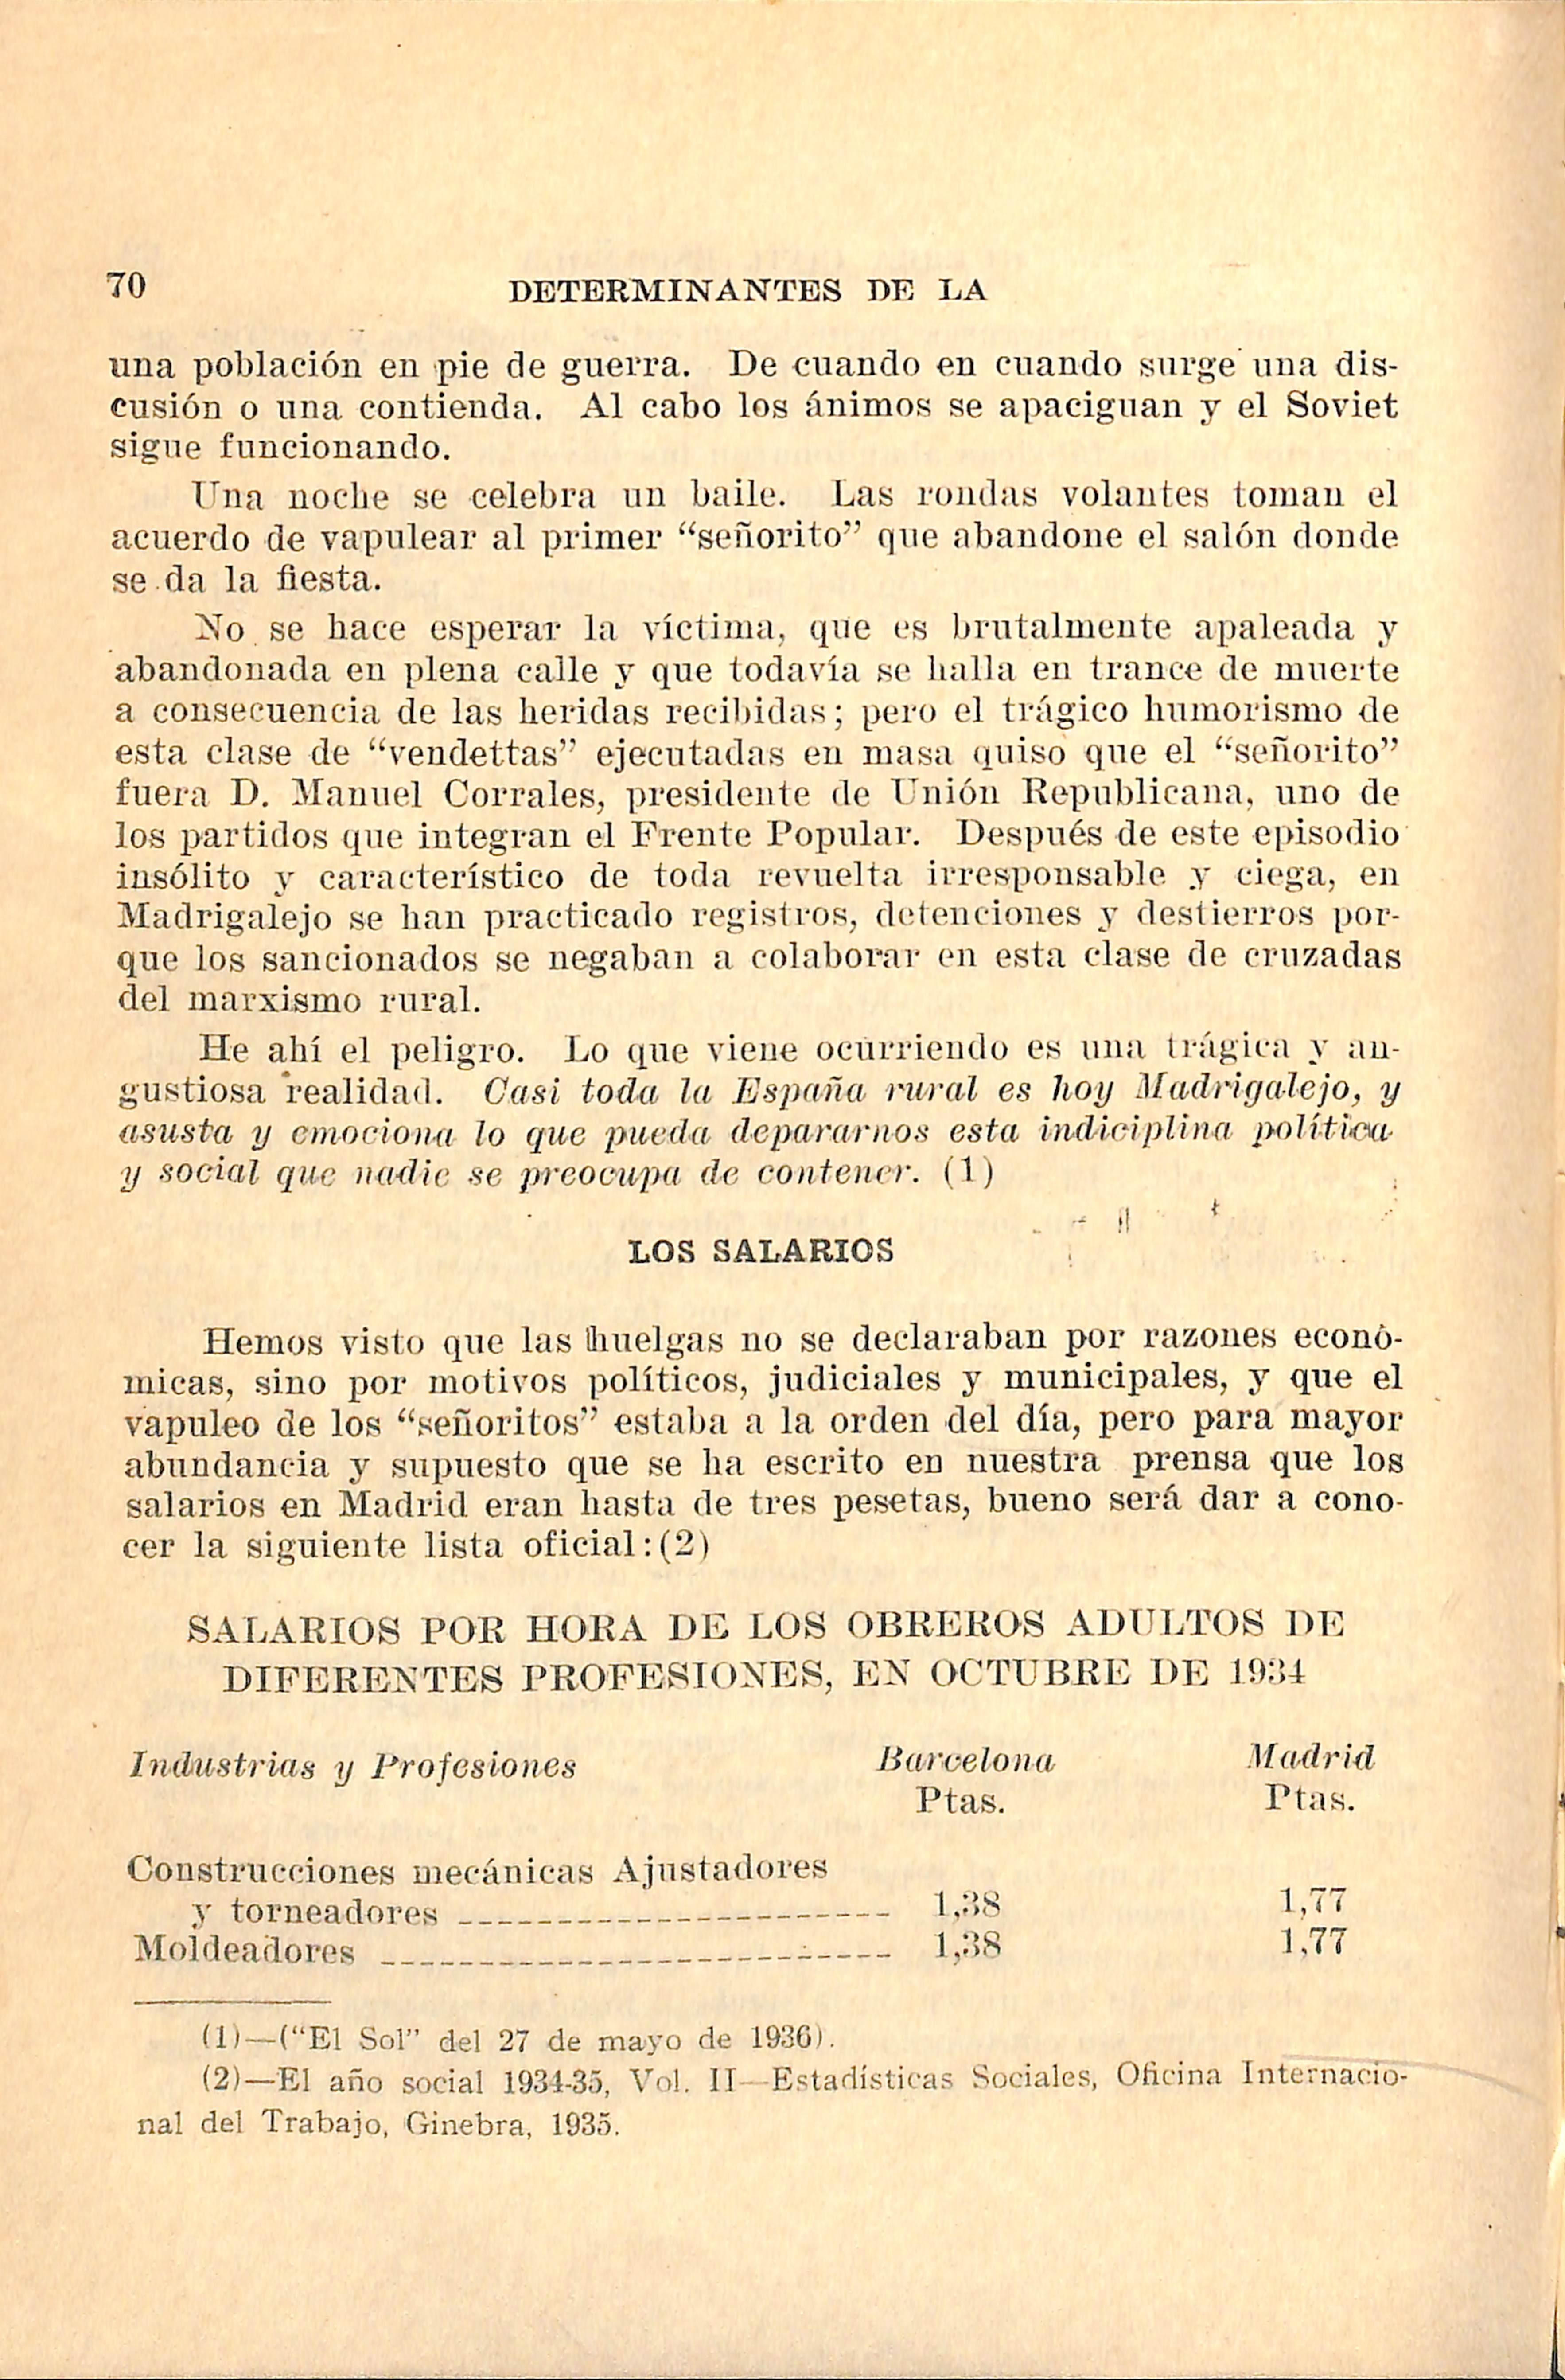 70 DETERMINANTES DE LA
una población en pie de guerra. De cuando en cuando surge una dis-
cusión o una contienda. Al cabo los ánimos se apaciguan y el Soviet
sigue funcionando.
Una noche se celebra un baile. Las rondas volantes toman el
acuerdo de vapulear al primer “señorito” que abandone el salón donde
se da la fiesta.
No se hace esperar la víctima, que es brutalmente apaleada y
abandonada en plena calle y que todavía se halla en trance de muerte
a consecuencia de las heridas recibidas; pero el trágico humorismo de
esta clase de “vendettas” ejecutadas en masa quiso que el “señorito”
fuera D. Manuel Corrales, presidente de Unión Republicana, uno de
los partidos que integran el Frente Popular. Después de este episodio
insólito y característico de toda revuelta irresponsable y ciega, en
Madrigalejo se han practicado registros, detenciones y destierros por-
que los sancionados se negaban a colaborar en esta clase de cruzadas
del marxismo rural.
He ahí el peligro. Lo que viene ocurriendo es una trágica y an-
gustiosa realidad. Casi toda la España rural es hoy Madrigalejo, y
asusta y emociona lo que pueda depararnos esta indiciplina política
y social que nadie se preocupa de contener. (1)
LOS SALARIOS
Hemos visto que las huelgas no se declaraban por razones econó-
micas, sino por motivos políticos, judiciales y municipales, y que el
vapuleo de los “señoritos” estaba a la orden del día, pero para mayor
abundancia y supuesto que se ha escrito en nuestra prensa que los
salarios en Madrid eran hasta de tres pesetas, bueno será dar a cono-
cer la siguiente lista oficial:(2)
SALARIOS POR HORA DE LOS OBREROS ADULTOS DE
DIFERENTES PROFESIONES, EN OCTUBRE DE 1934
Industrias y Profesiones Barcelona Madrid
Ptas. Ptas.
Construcciones mecánicas Ajustadores
y torneadores 1,38 1,77
Moldeadores 1,38 1,77
(1)—(“El Sol” del 27 de mayo de 1936).
(2)—El año social 1934-35, Vol. II—Estadísticas Sociales, Oficina Internacio-
nal del Trabajo, Ginebra, 1935.